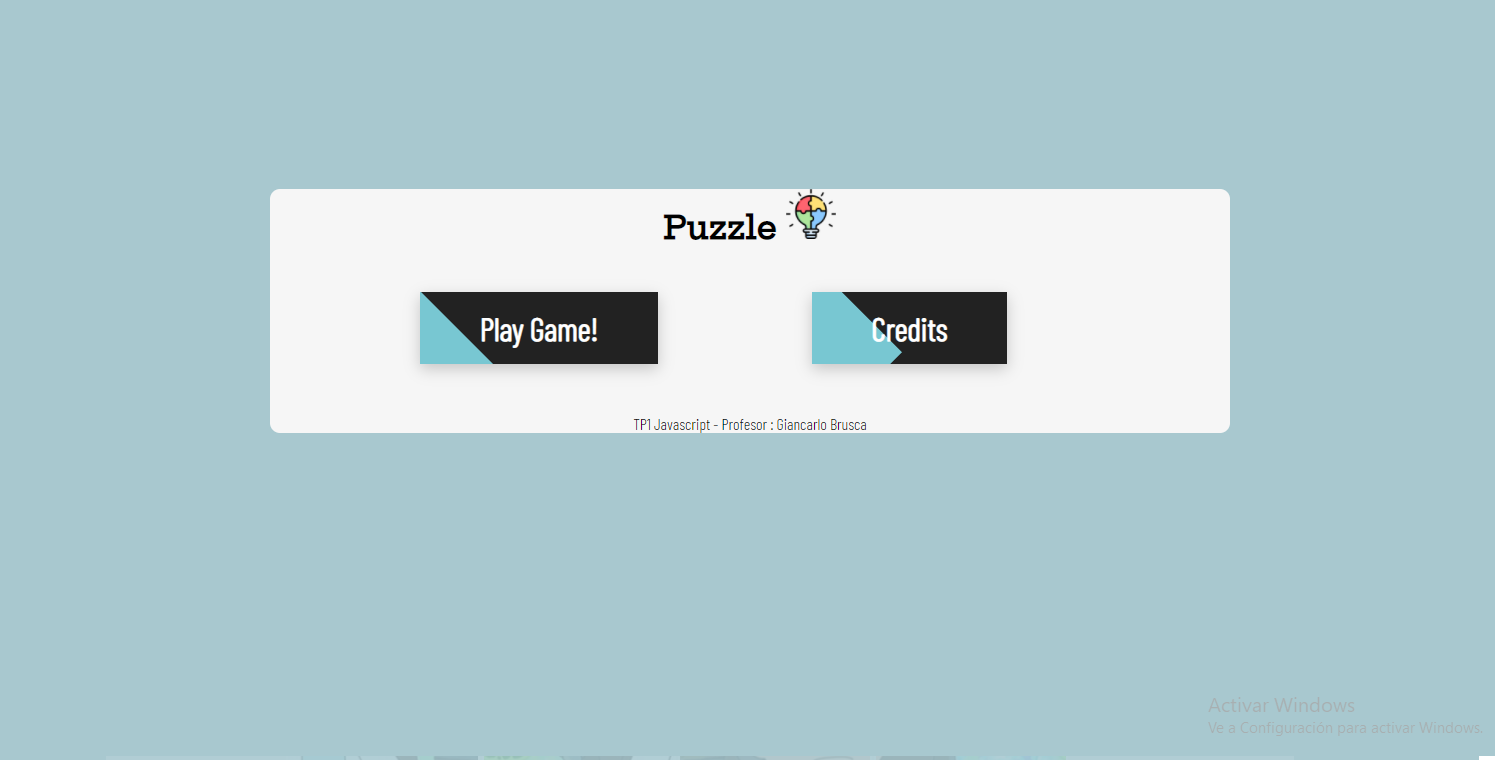 Puzzle
Play Game!
Credits
TP1 Javascript - Profesor : Giancarlo Brusca
Activar Windows
Ve a Configuración para activar Windows.